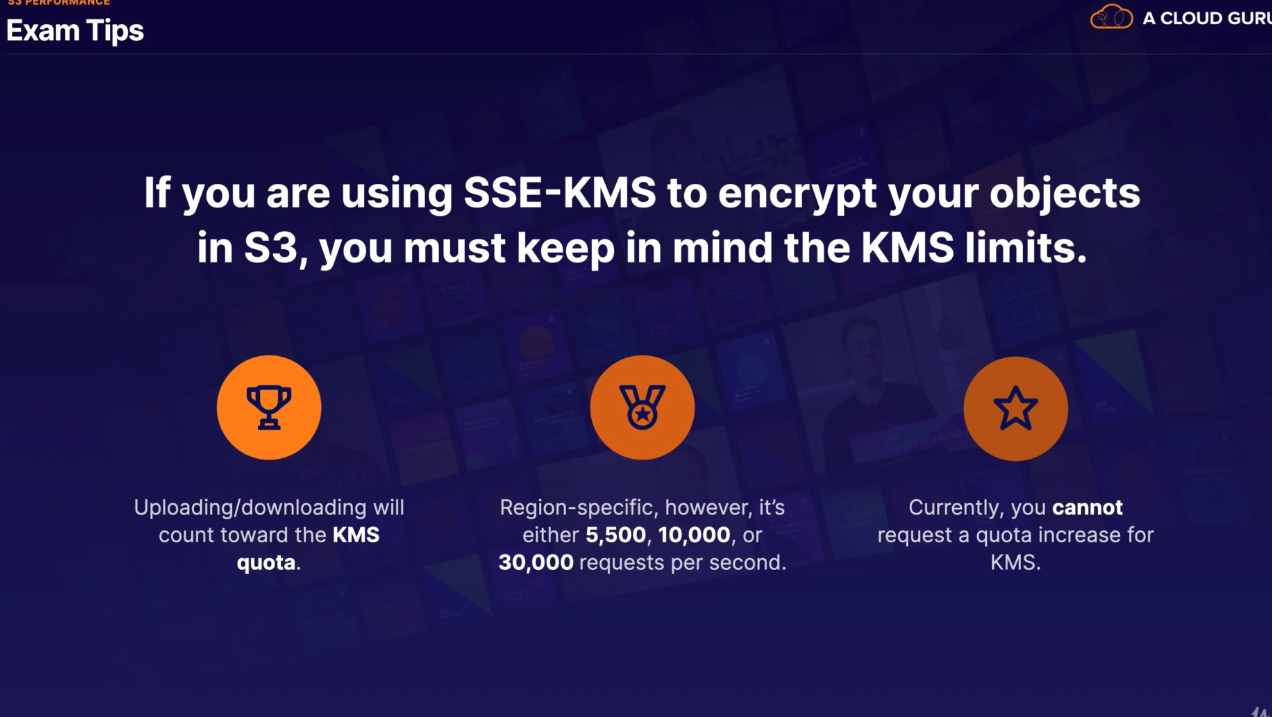 S3 PERFORMANCE
Exam Tips
A CLOUD GURU
If you are using SSE-KMS to encrypt your objects
in S3, you must keep in mind the KMS limits.
Uploading/downloading will
count toward the KMS
quota.
Region-specific, however, it’s
either 5,500, 10,000, or
30,000 requests per second.
Currently, you cannot
request a quota increase for
KMS.